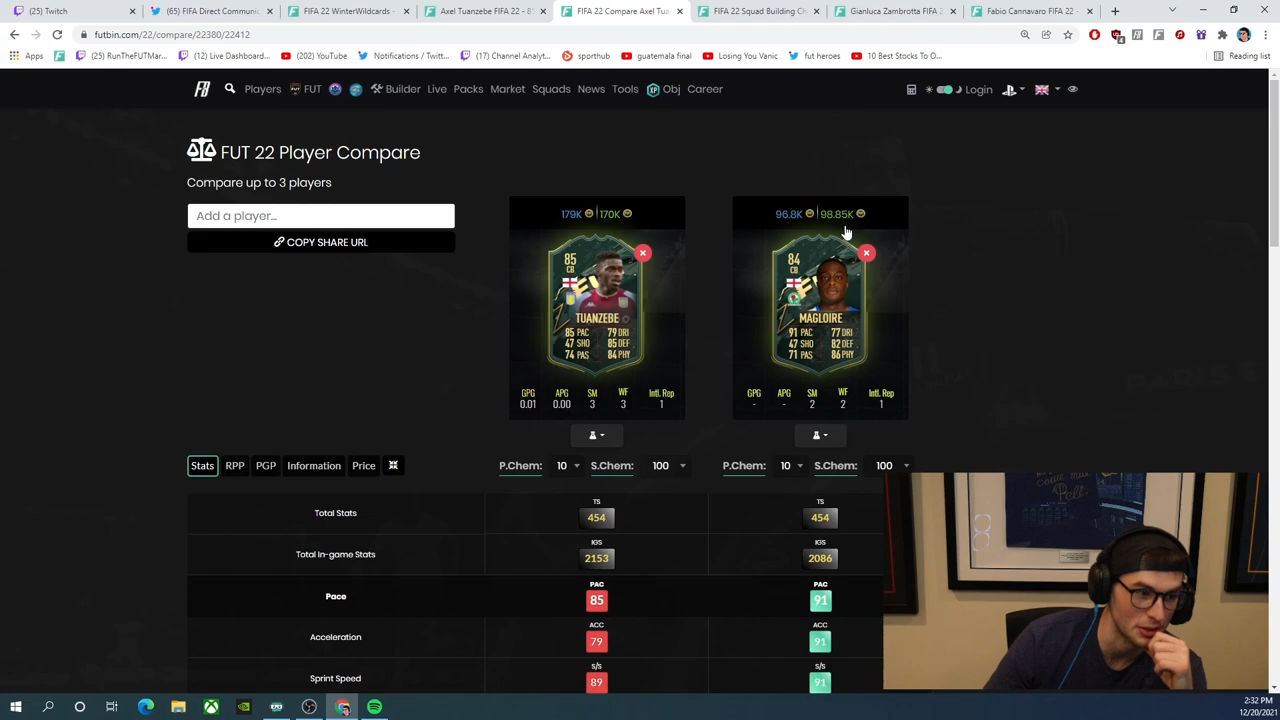 (65) Twitch
(65) FIFA Direct Communic
FIFA 22 WinterWildcards -
Axel Tuanzebe FIFA 22 - 85
FIFA 22 Compare Axel Tuan
FIFA 22 Squad Building Ch
Gianluca Zambrotta FIFA 2
Fabio Cannavaro FIFA 22 -
futbin.com/22/compare/22380/22412
Apps
(25) RunTheFUTMar...
(12) Live Dashboard...
(202) YouTube
Notifications / Twitt...
(17) Channel Analyt...
sporthub
guatemala final
Losing You Vanic
fut heroes
10 Best Stocks To O...
Reading list
Players
FUT
Builder
Live
Packs
Market
Squads
News
Tools
XP
Obj
Career
Login
FUT 22 Player Compare
Compare up to 3 players
Add a player...
COPY SHARE URL
179K | 170K
96.8K | 98.85K
85
CB
TUANZEBE
85 PAC 79 DRI
47 SHO 85 DEF
74 PAS 84 PHY
GPG APG SM WF Intl. Rep
0.01 0.00 3 3 1
84
CB
MAGLOIRE
91 PAC 77 DRI
47 SHO 82 DEF
71 PAS 86 PHY
GPG APG SM WF Intl. Rep
- - 2 2 1
Stats
RPP
PGP
Information
Price
P.Chem: 10 S.Chem: 100
P.Chem: 10 S.Chem: 100
Total Stats
TS
454
TS
454
Total In-game Stats
IGS
2153
IGS
2086
Pace
PAC
85
PAC
91
Acceleration
ACC
79
ACC
91
Sprint Speed
S/S
89
S/S
91
2:32 PM
12/20/2021